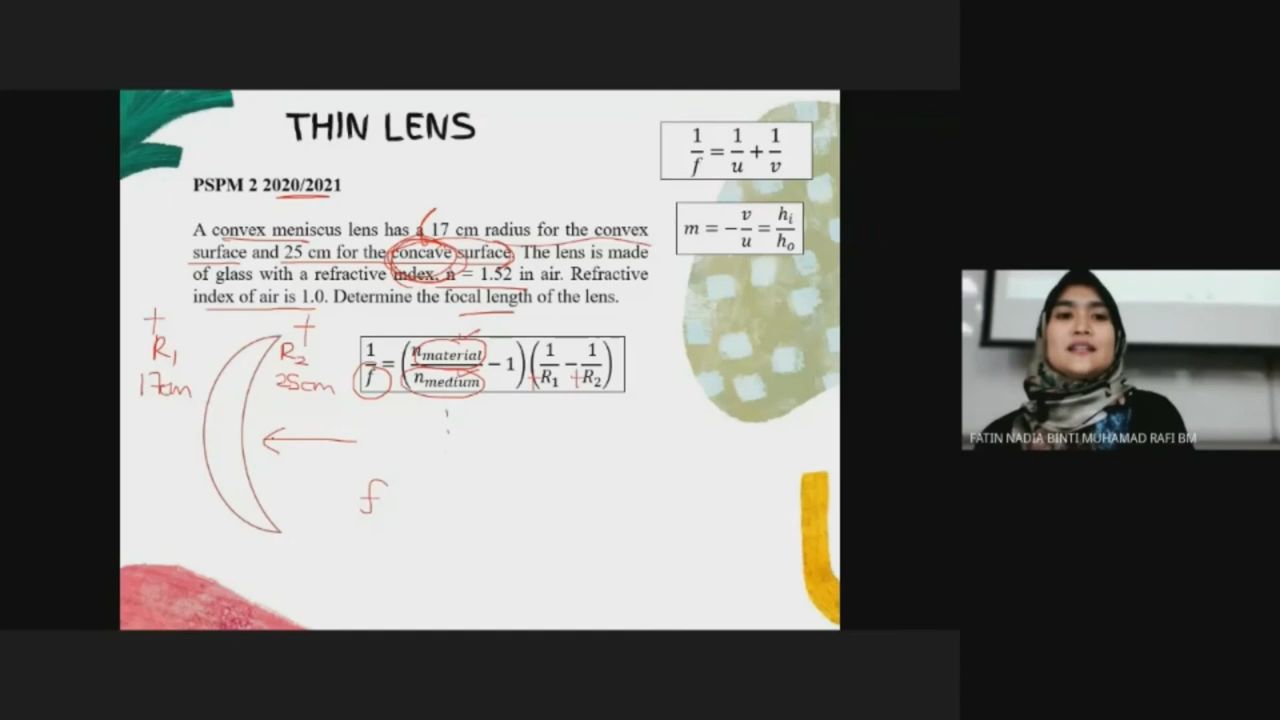 THIN LENS
PSPM 2 2020/2021
A convex meniscus lens has a 17 cm radius for the convex
surface and 25 cm for the concave surface. The lens is made
of glass with a refractive index, n = 1.52 in air. Refractive
index of air is 1.0. Determine the focal length of the lens.
1/f = 1/u + 1/v
m = -v/u = hᵢ/hₒ
1/f = (n_material/n_medium - 1)(1/+R₁ - 1/+R₂)
+
R₁
17cm
+
R₂
25cm
f
FATIN NADIA BINTI MUHAMAD RAFI BM